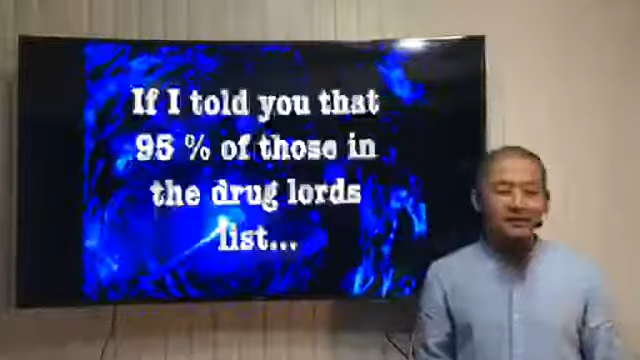 If I told you that
95 % of those in
the drug lords
list...